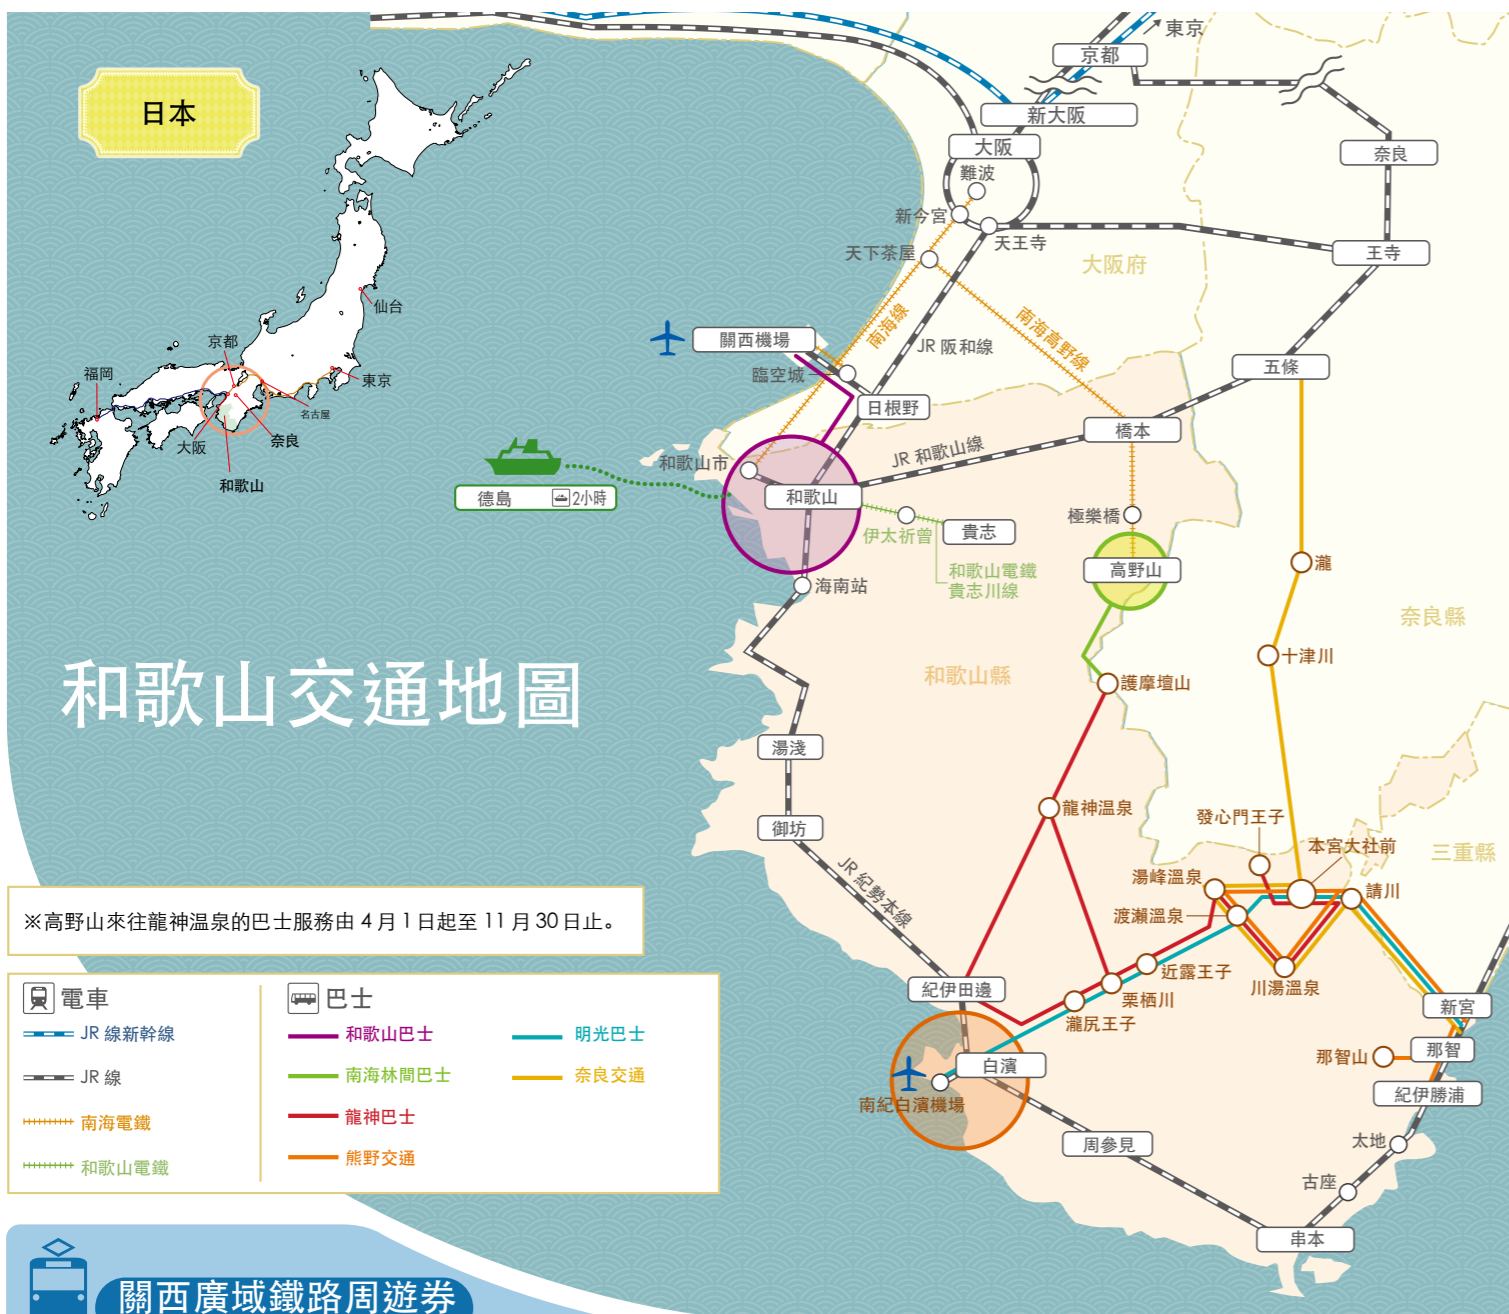 日本
仙台
京都
福岡
東京
名古屋
大阪
奈良
和歌山
和歌山交通地圖
東京
京都
新大阪
大阪
奈良
難波
新今宮
天王寺
王寺
天下茶屋
大阪府
南海線
南海高野線
關西機場
JR 阪和線
臨空城
五條
日根野
橋本
和歌山市
JR 和歌山線
德島 2小時
和歌山
伊太祈曾
貴志
極樂橋
和歌山電鐵
貴志川線
高野山
瀧
海南站
奈良縣
十津川
和歌山縣
護摩壇山
湯淺
龍神溫泉
發心門王子
御坊
本宮大社前
三重縣
JR 紀勢本線
湯峰溫泉
請川
渡瀨溫泉
近露王子
川湯溫泉
紀伊田邊
栗栖川
瀧尻王子
新宮
那智山
那智
白濱
紀伊勝浦
南紀白濱機場
周參見
太地
古座
串本
※高野山來往龍神溫泉的巴士服務由 4 月 1 日起至 11 月 30 日止。
電車
JR 線新幹線
JR 線
南海電鐵
和歌山電鐵
巴士
和歌山巴士
南海林間巴士
龍神巴士
熊野交通
明光巴士
奈良交通
關西廣域鐵路周遊券